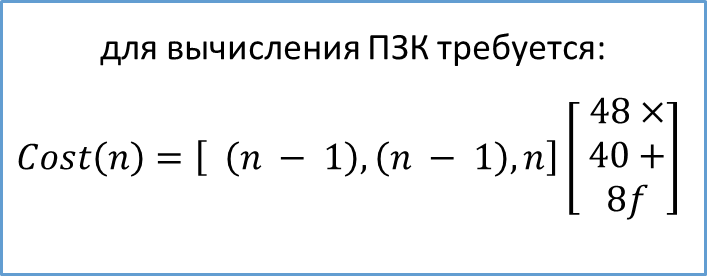 для вычисления ПЗК требуется:
48 ×
Cost(n) = [ (n − 1), (n − 1), n] 40 +
8f